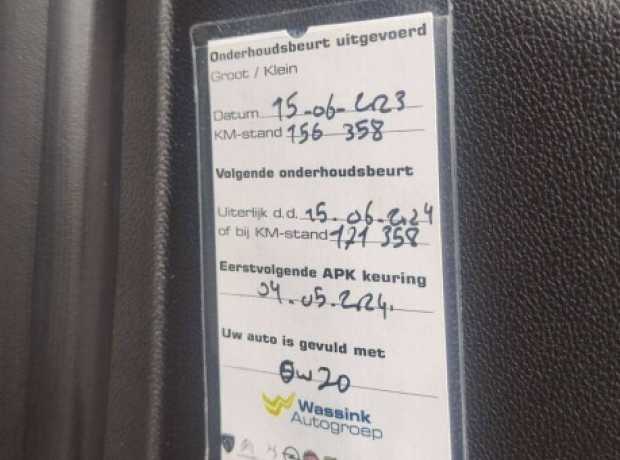 Onderhoudsbeurt uitgevoerd
Groot / Klein
Datum 15-06-2023
KM-stand 156 358
Volgende onderhoudsbeurt
Uiterlijk d.d. 15.06.2024
of bij KM-stand 171 358
Eerstvolgende APK keuring
04.05.2024.
Uw auto is gevuld met
0w20
Wassink
Autogroep